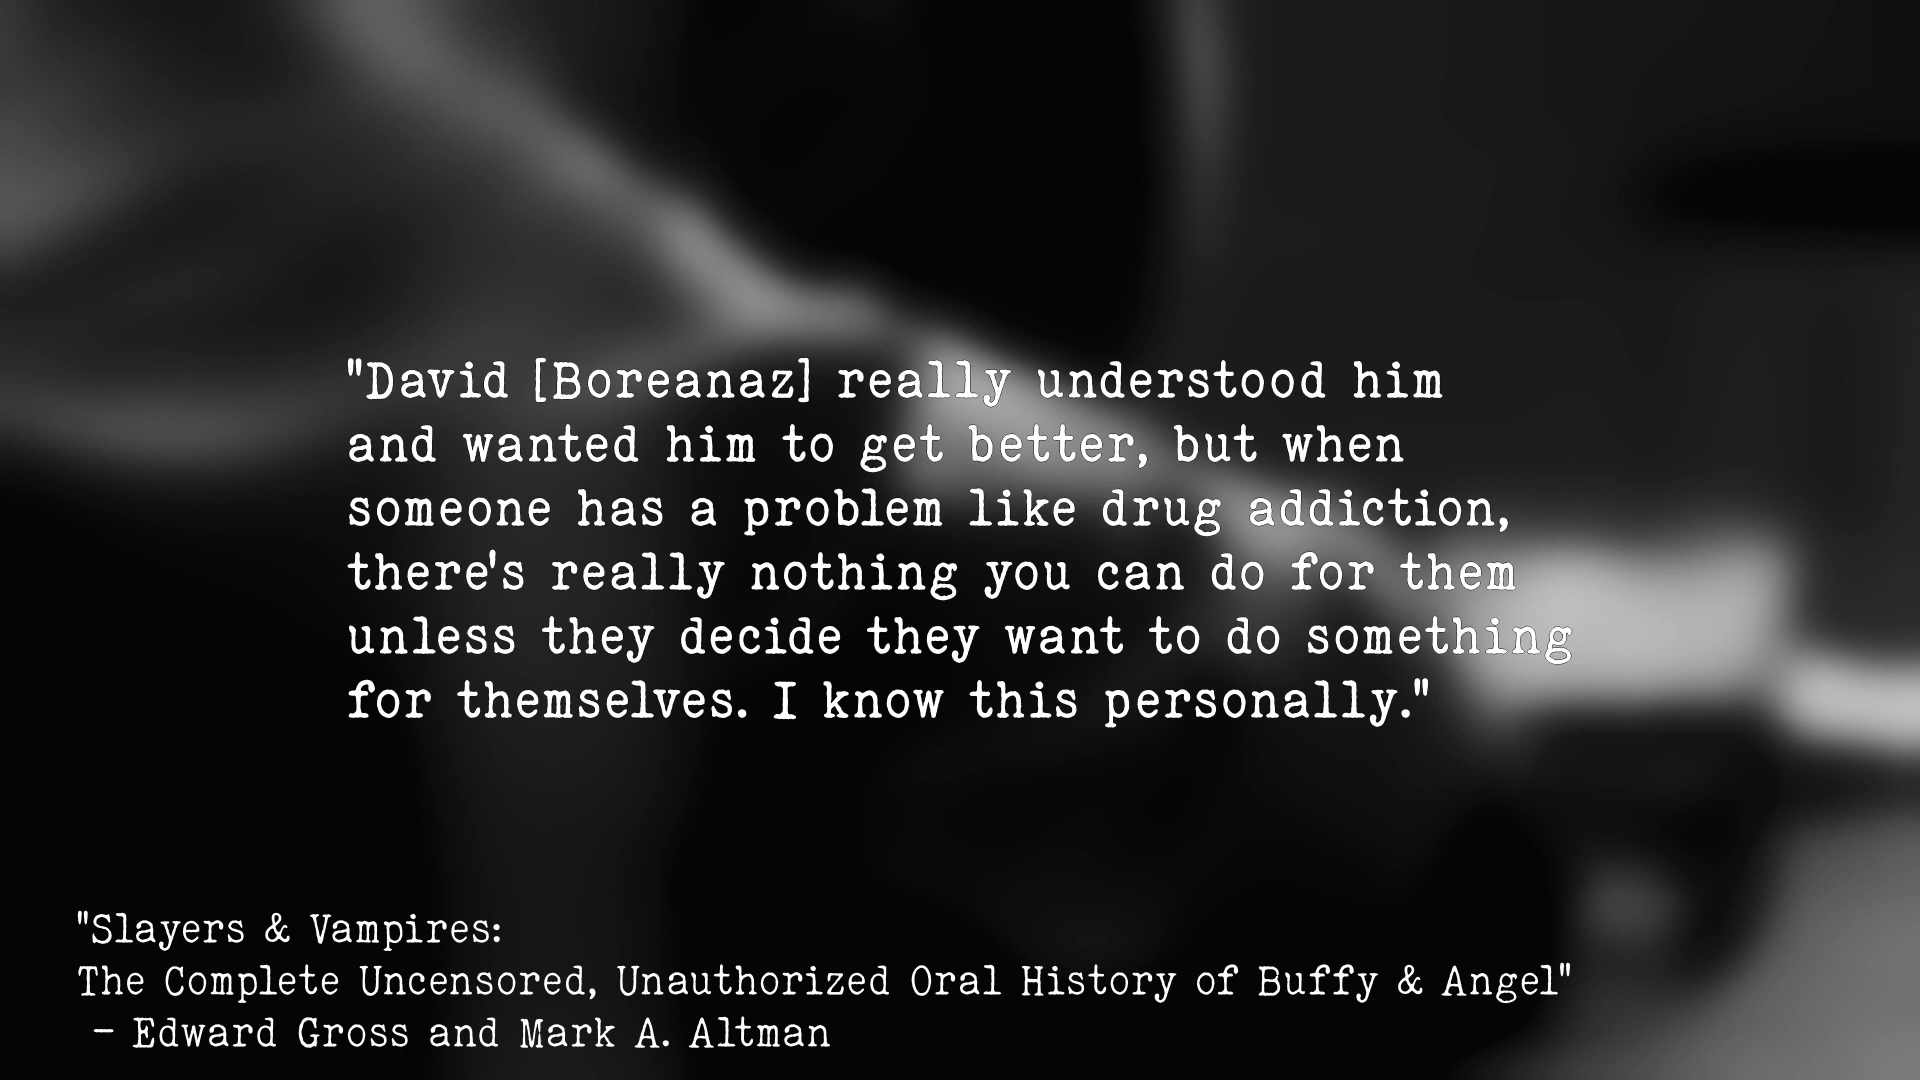 "David [Boreanaz] really understood him
and wanted him to get better, but when
someone has a problem like drug addiction,
there's really nothing you can do for them
unless they decide they want to do something
for themselves. I know this personally."
"Slayers & Vampires:
The Complete Uncensored, Unauthorized Oral History of Buffy & Angel"
- Edward Gross and Mark A. Altman